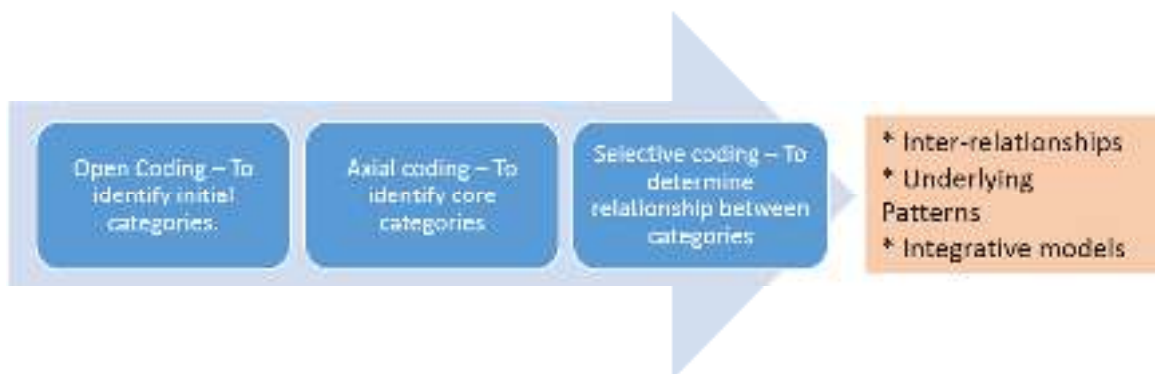 Open Coding – To
identify initial
categories.
Axial coding – To
identify core
categories
Selective coding – To
determine
relationship between
categories
* Inter-relationships
* Underlying
Patterns
* Integrative models